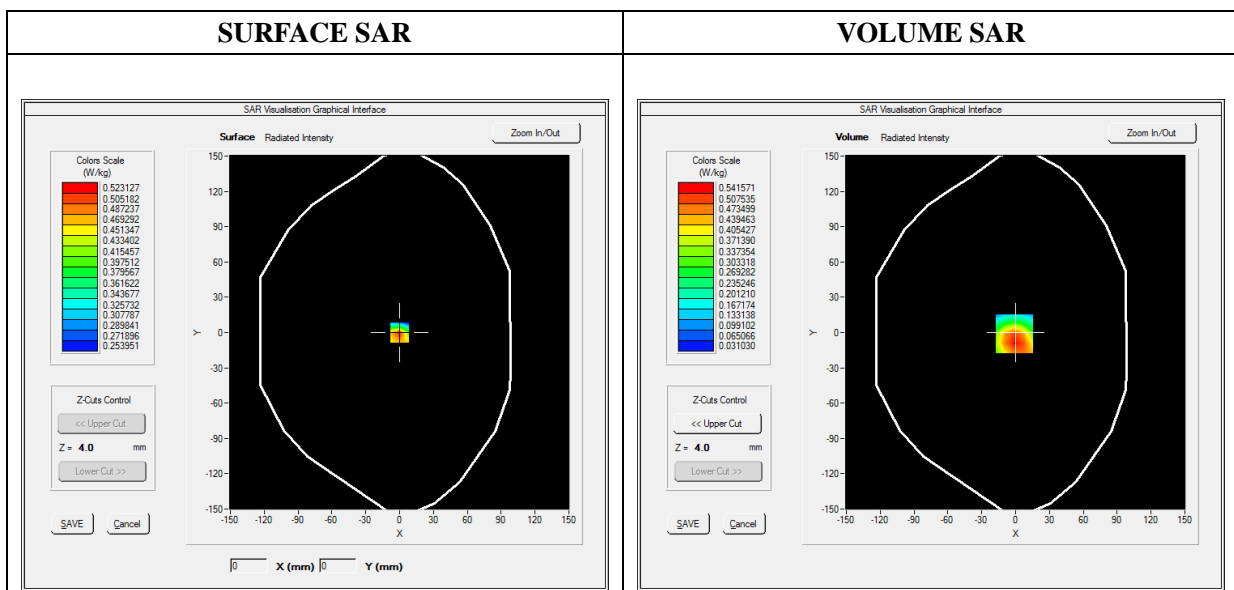 SURFACE SAR
VOLUME SAR
SAR Visualisation Graphical Interface
Surface Radiated Intensity
Zoom In/Out
Colors Scale
(W/kg)
0.523127
0.505182
0.487237
0.469292
0.451347
0.433402
0.415457
0.397512
0.379567
0.361622
0.343677
0.325732
0.307787
0.289841
0.271896
0.253951
Z-Cuts Control
<< Upper Cut
Z = 4.0 mm
Lower Cut >>
SAVE Cancel
150
120
90
60
30
0
-30
-60
-90
-120
-150
Y
-150 -120 -90 -60 -30 0 30 60 90 120 150
X
0 X (mm) 0 Y (mm)
SAR Visualisation Graphical Interface
Volume Radiated Intensity
Zoom In/Out
Colors Scale
(W/kg)
0.541571
0.507535
0.473499
0.439463
0.405427
0.371390
0.337354
0.303318
0.269282
0.235246
0.201210
0.167174
0.133138
0.099102
0.065066
0.031030
Z-Cuts Control
<< Upper Cut
Z = 4.0 mm
Lower Cut >>
SAVE Cancel
150
120
90
60
30
0
-30
-60
-90
-120
-150
Y
-150 -120 -90 -60 -30 0 30 60 90 120 150
X